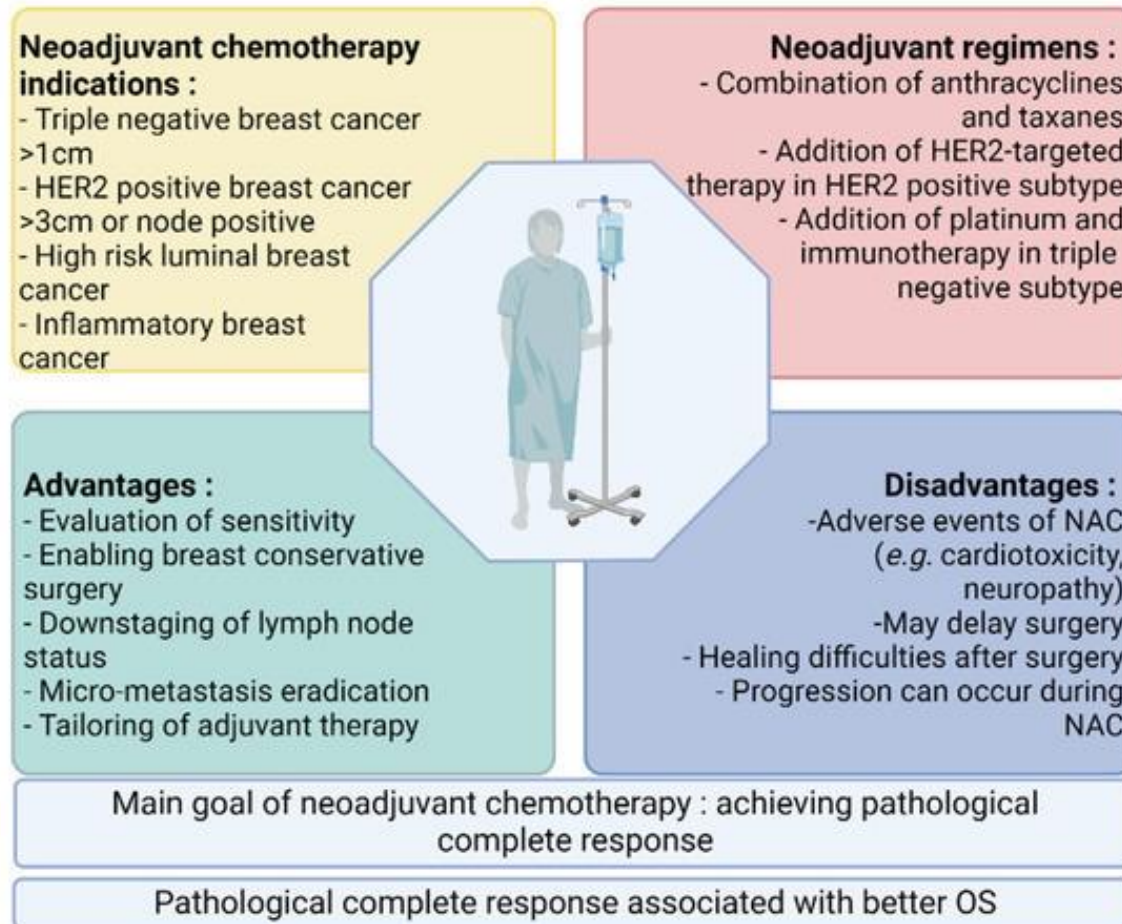 Neoadjuvant chemotherapy
indications :
- Triple negative breast cancer
>1cm
- HER2 positive breast cancer
>3cm or node positive
- High risk luminal breast
cancer
- Inflammatory breast
cancer
Neoadjuvant regimens :
- Combination of anthracyclines
and taxanes
- Addition of HER2-targeted
therapy in HER2 positive subtype
- Addition of platinum and
immunotherapy in triple
negative subtype
Advantages :
- Evaluation of sensitivity
- Enabling breast conservative
surgery
- Downstaging of lymph node
status
- Micro-metastasis eradication
- Tailoring of adjuvant therapy
Disadvantages :
-Adverse events of NAC
(e.g. cardiotoxicity,
neuropathy)
-May delay surgery
- Healing difficulties after surgery
- Progression can occur during
NAC
Main goal of neoadjuvant chemotherapy : achieving pathological
complete response
Pathological complete response associated with better OS